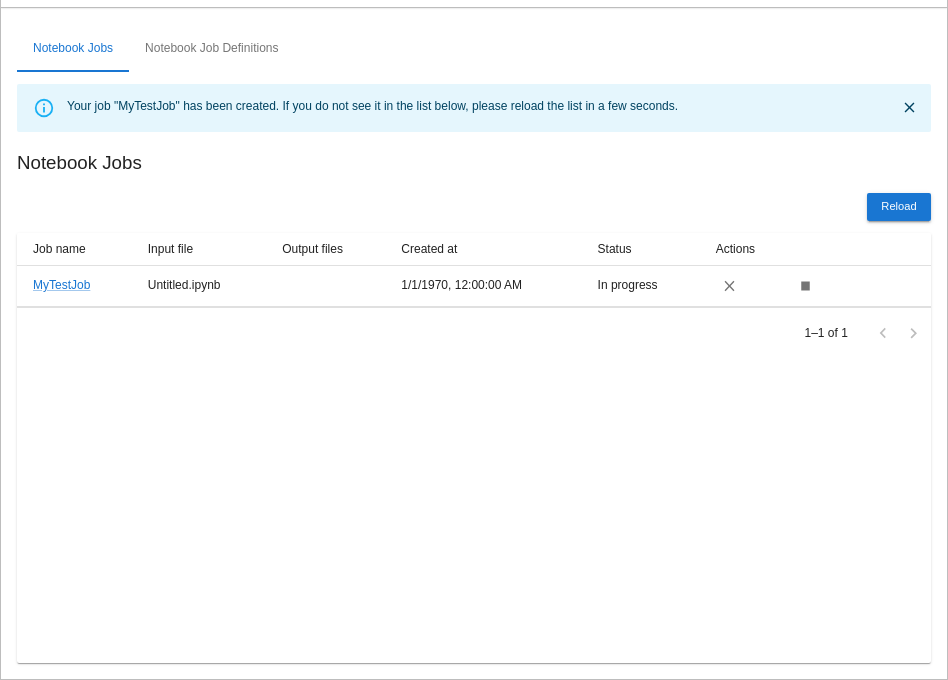 Notebook Jobs Notebook Job Definitions
Your job "MyTestJob" has been created. If you do not see it in the list below, please reload the list in a few seconds.
Notebook Jobs
Reload
Job name Input file Output files Created at Status Actions
MyTestJob Untitled.ipynb 1/1/1970, 12:00:00 AM In progress
1–1 of 1